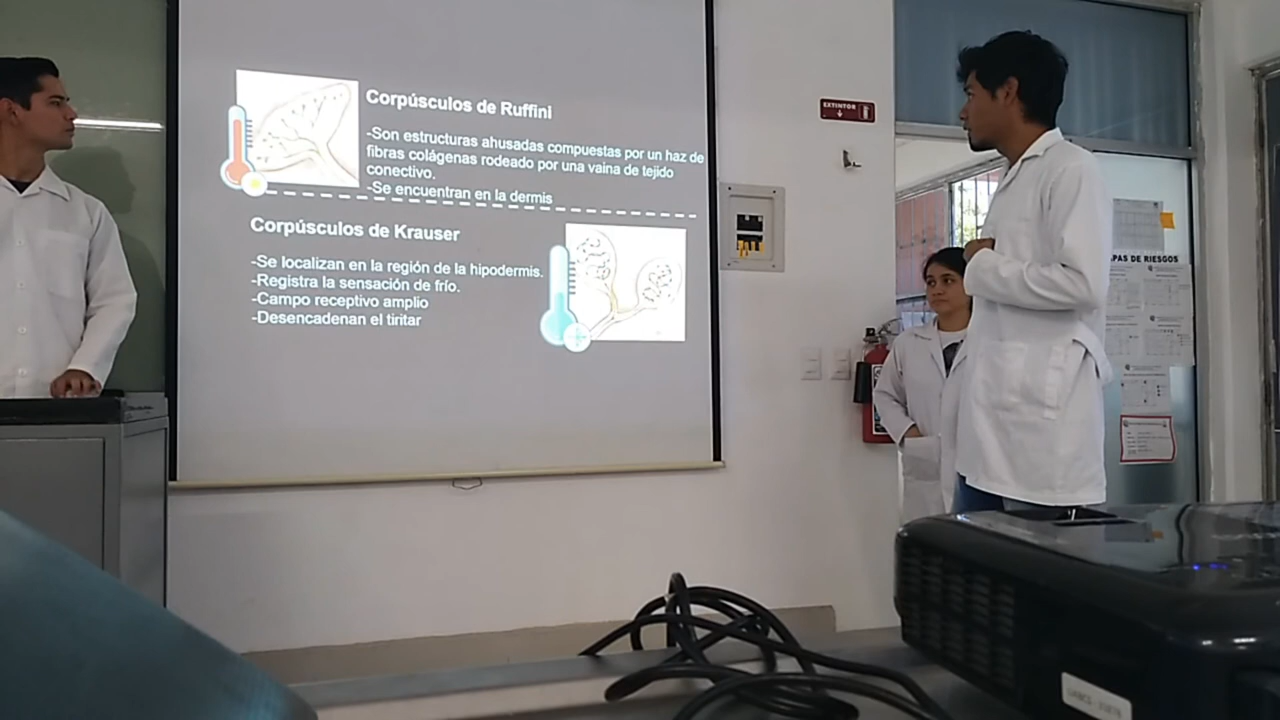 Corpúsculos de Ruffini
-Son estructuras ahusadas compuestas por un haz de
fibras colágenas rodeado por una vaina de tejido
conectivo.
-Se encuentran en la dermis
Corpúsculos de Krauser
-Se localizan en la región de la hipodermis.
-Registra la sensación de frío.
-Campo receptivo amplio
-Desencadenan el tiritar
EXTINTOR
APAS DE RIESGOS